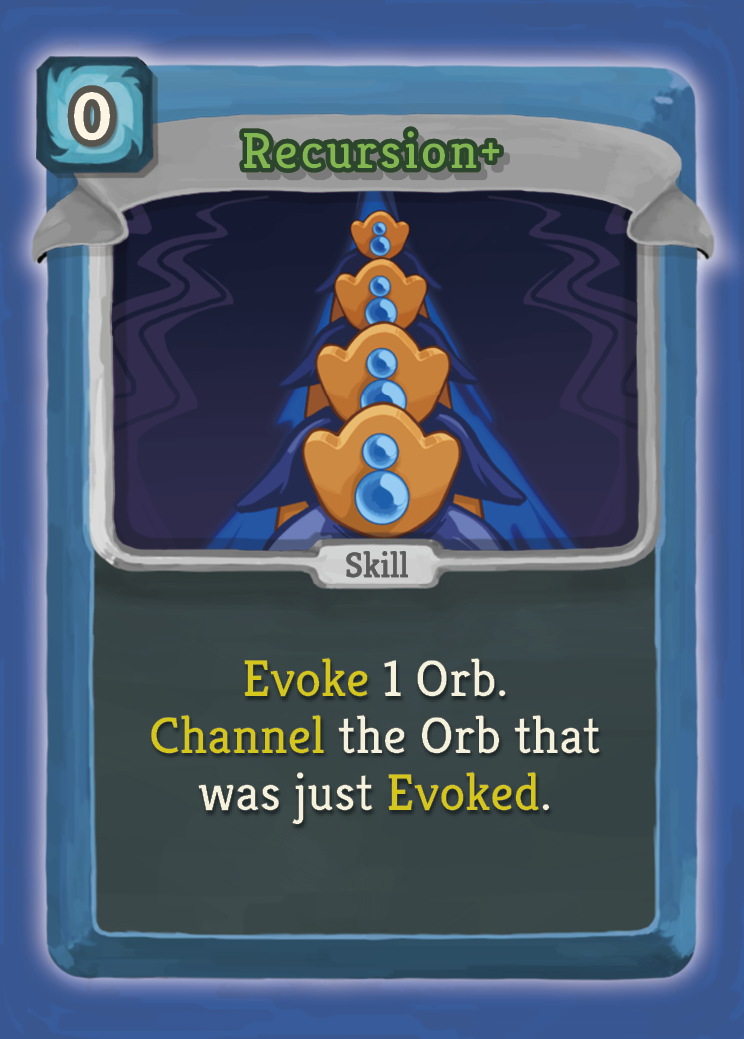 0
Recursion+
Skill
Evoke 1 Orb.
Channel the Orb that
was just Evoked.